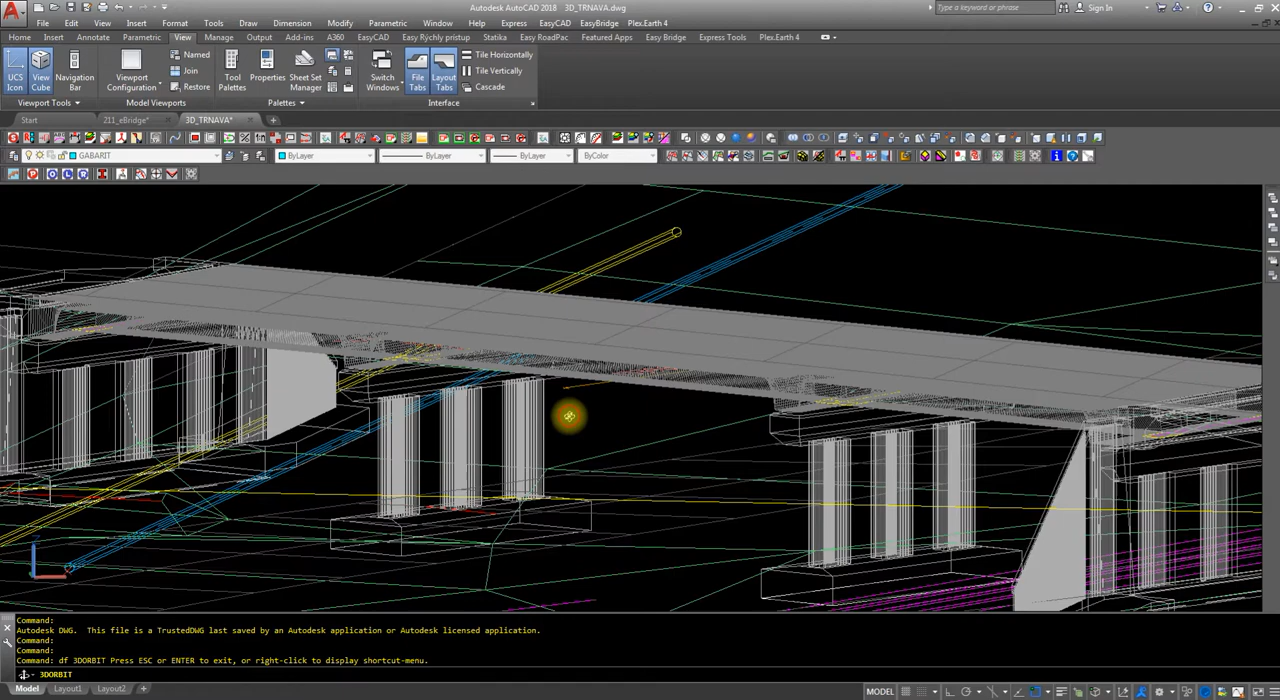 Autodesk AutoCAD 2018   3D_TRNAVA.dwg
Type a keyword or phrase
Sign In
File Edit View Insert Format Tools Draw Dimension Modify Parametric Window Help Express EasyCAD EasyBridge Plex.Earth 4
Home Insert Annotate Parametric View Manage Output Add-ins A360 EasyCAD Easy Rýchly prístup Statika Easy RoadPac Featured Apps Easy Bridge Express Tools Plex.Earth 4
UCS Icon
View Cube
Navigation Bar
Viewport Configuration
Named
Join
Restore
Tool Palettes
Properties
Sheet Set Manager
Switch Windows
File Tabs
Layout Tabs
Tile Horizontally
Tile Vertically
Cascade
Viewport Tools Model Viewports Palettes Interface
Start 211_eBridge* 3D_TRNAVA*
GABARIT ByLayer ByLayer ByLayer ByColor
Command:
Autodesk DWG.  This file is a TrustedDWG last saved by an Autodesk application or Autodesk licensed application.
Command:
Command:
Command: df 3DORBIT Press ESC or ENTER to exit, or right-click to display shortcut-menu.
3DORBIT
Model Layout1 Layout2 +
MODEL